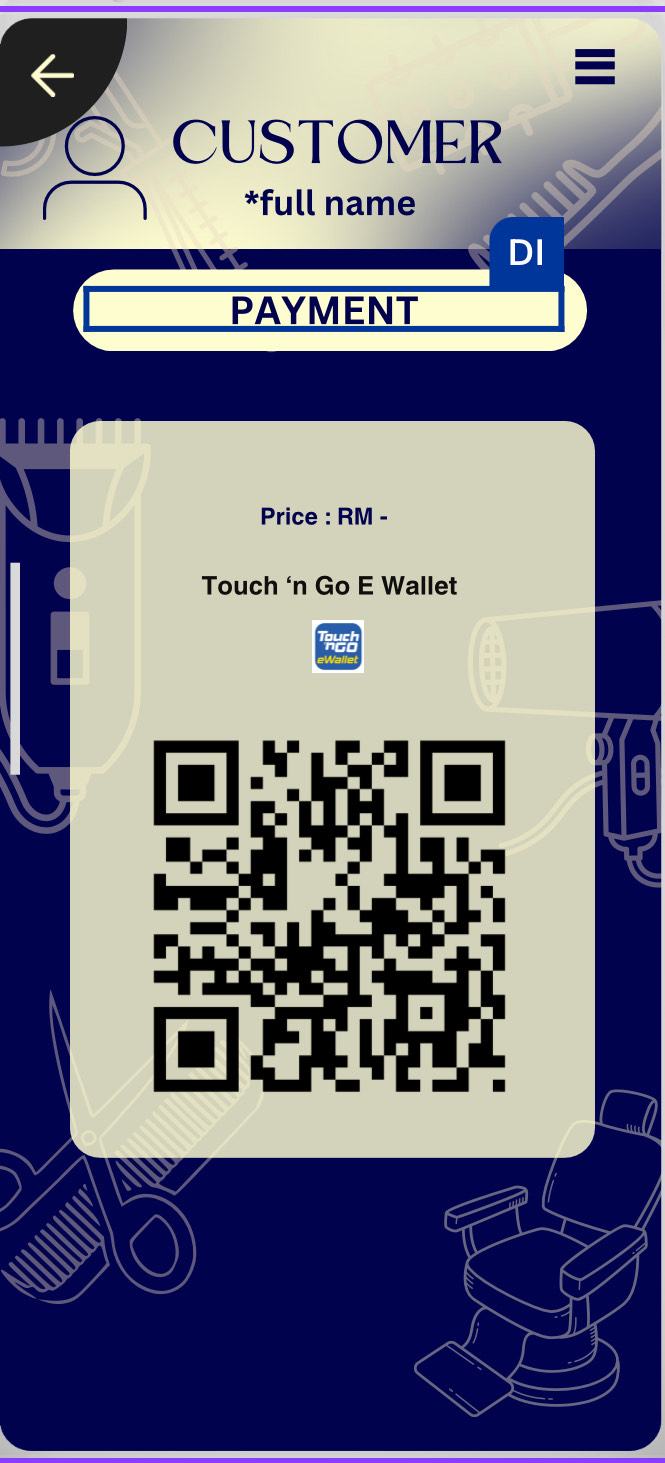 CUSTOMER
*full name
DI
PAYMENT
Price : RM -
Touch ‘n Go E Wallet
Touch
'nGO
eWallet